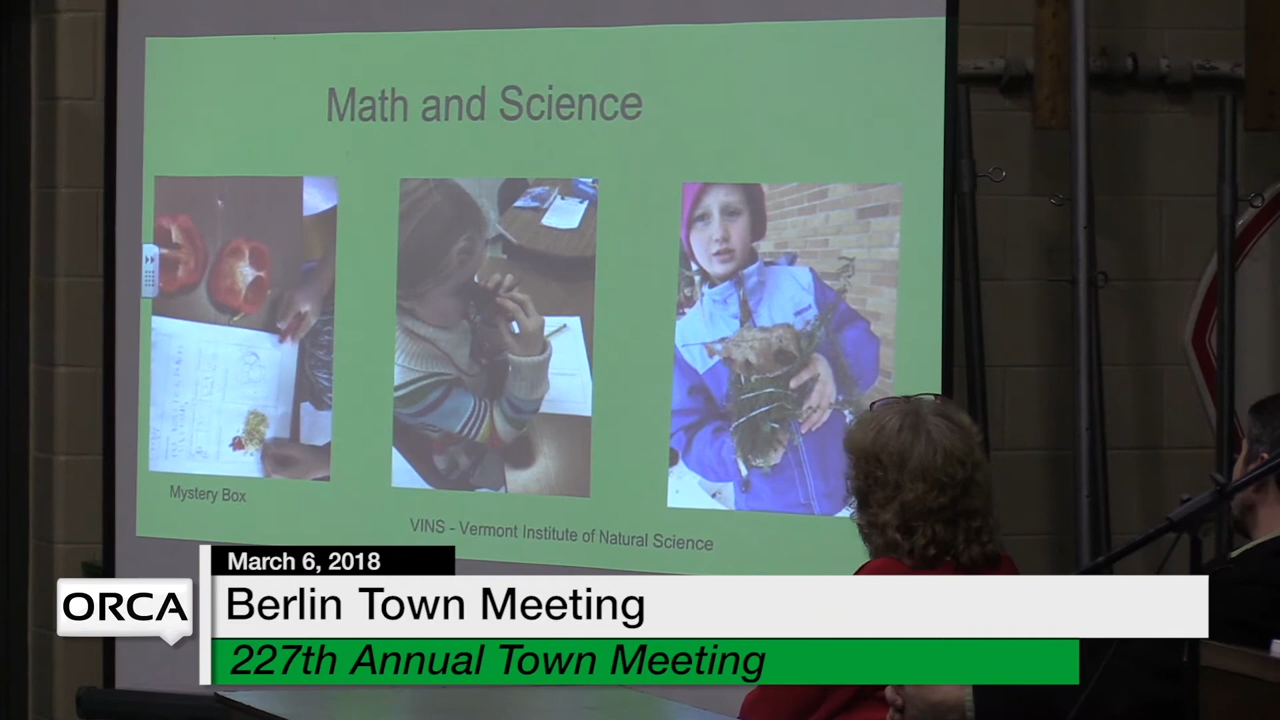 Math and Science
Mystery Box
VINS - Vermont Institute of Natural Science
March 6, 2018
ORCA
Berlin Town Meeting
227th Annual Town Meeting